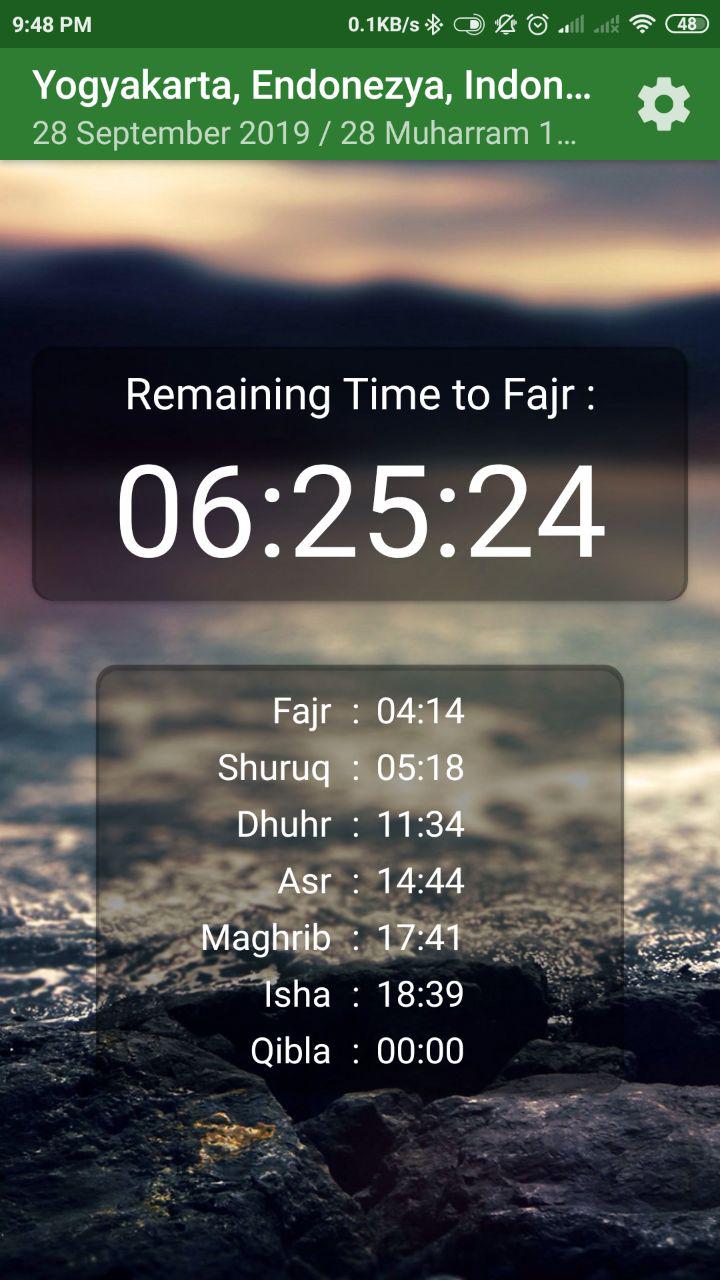 9:48 PM 0.1KB/s 48
Yogyakarta, Endonezya, Indon...
28 September 2019 / 28 Muharram 1...
Remaining Time to Fajr :
06:25:24
Fajr : 04:14
Shuruq : 05:18
Dhuhr : 11:34
Asr : 14:44
Maghrib : 17:41
Isha : 18:39
Qibla : 00:00